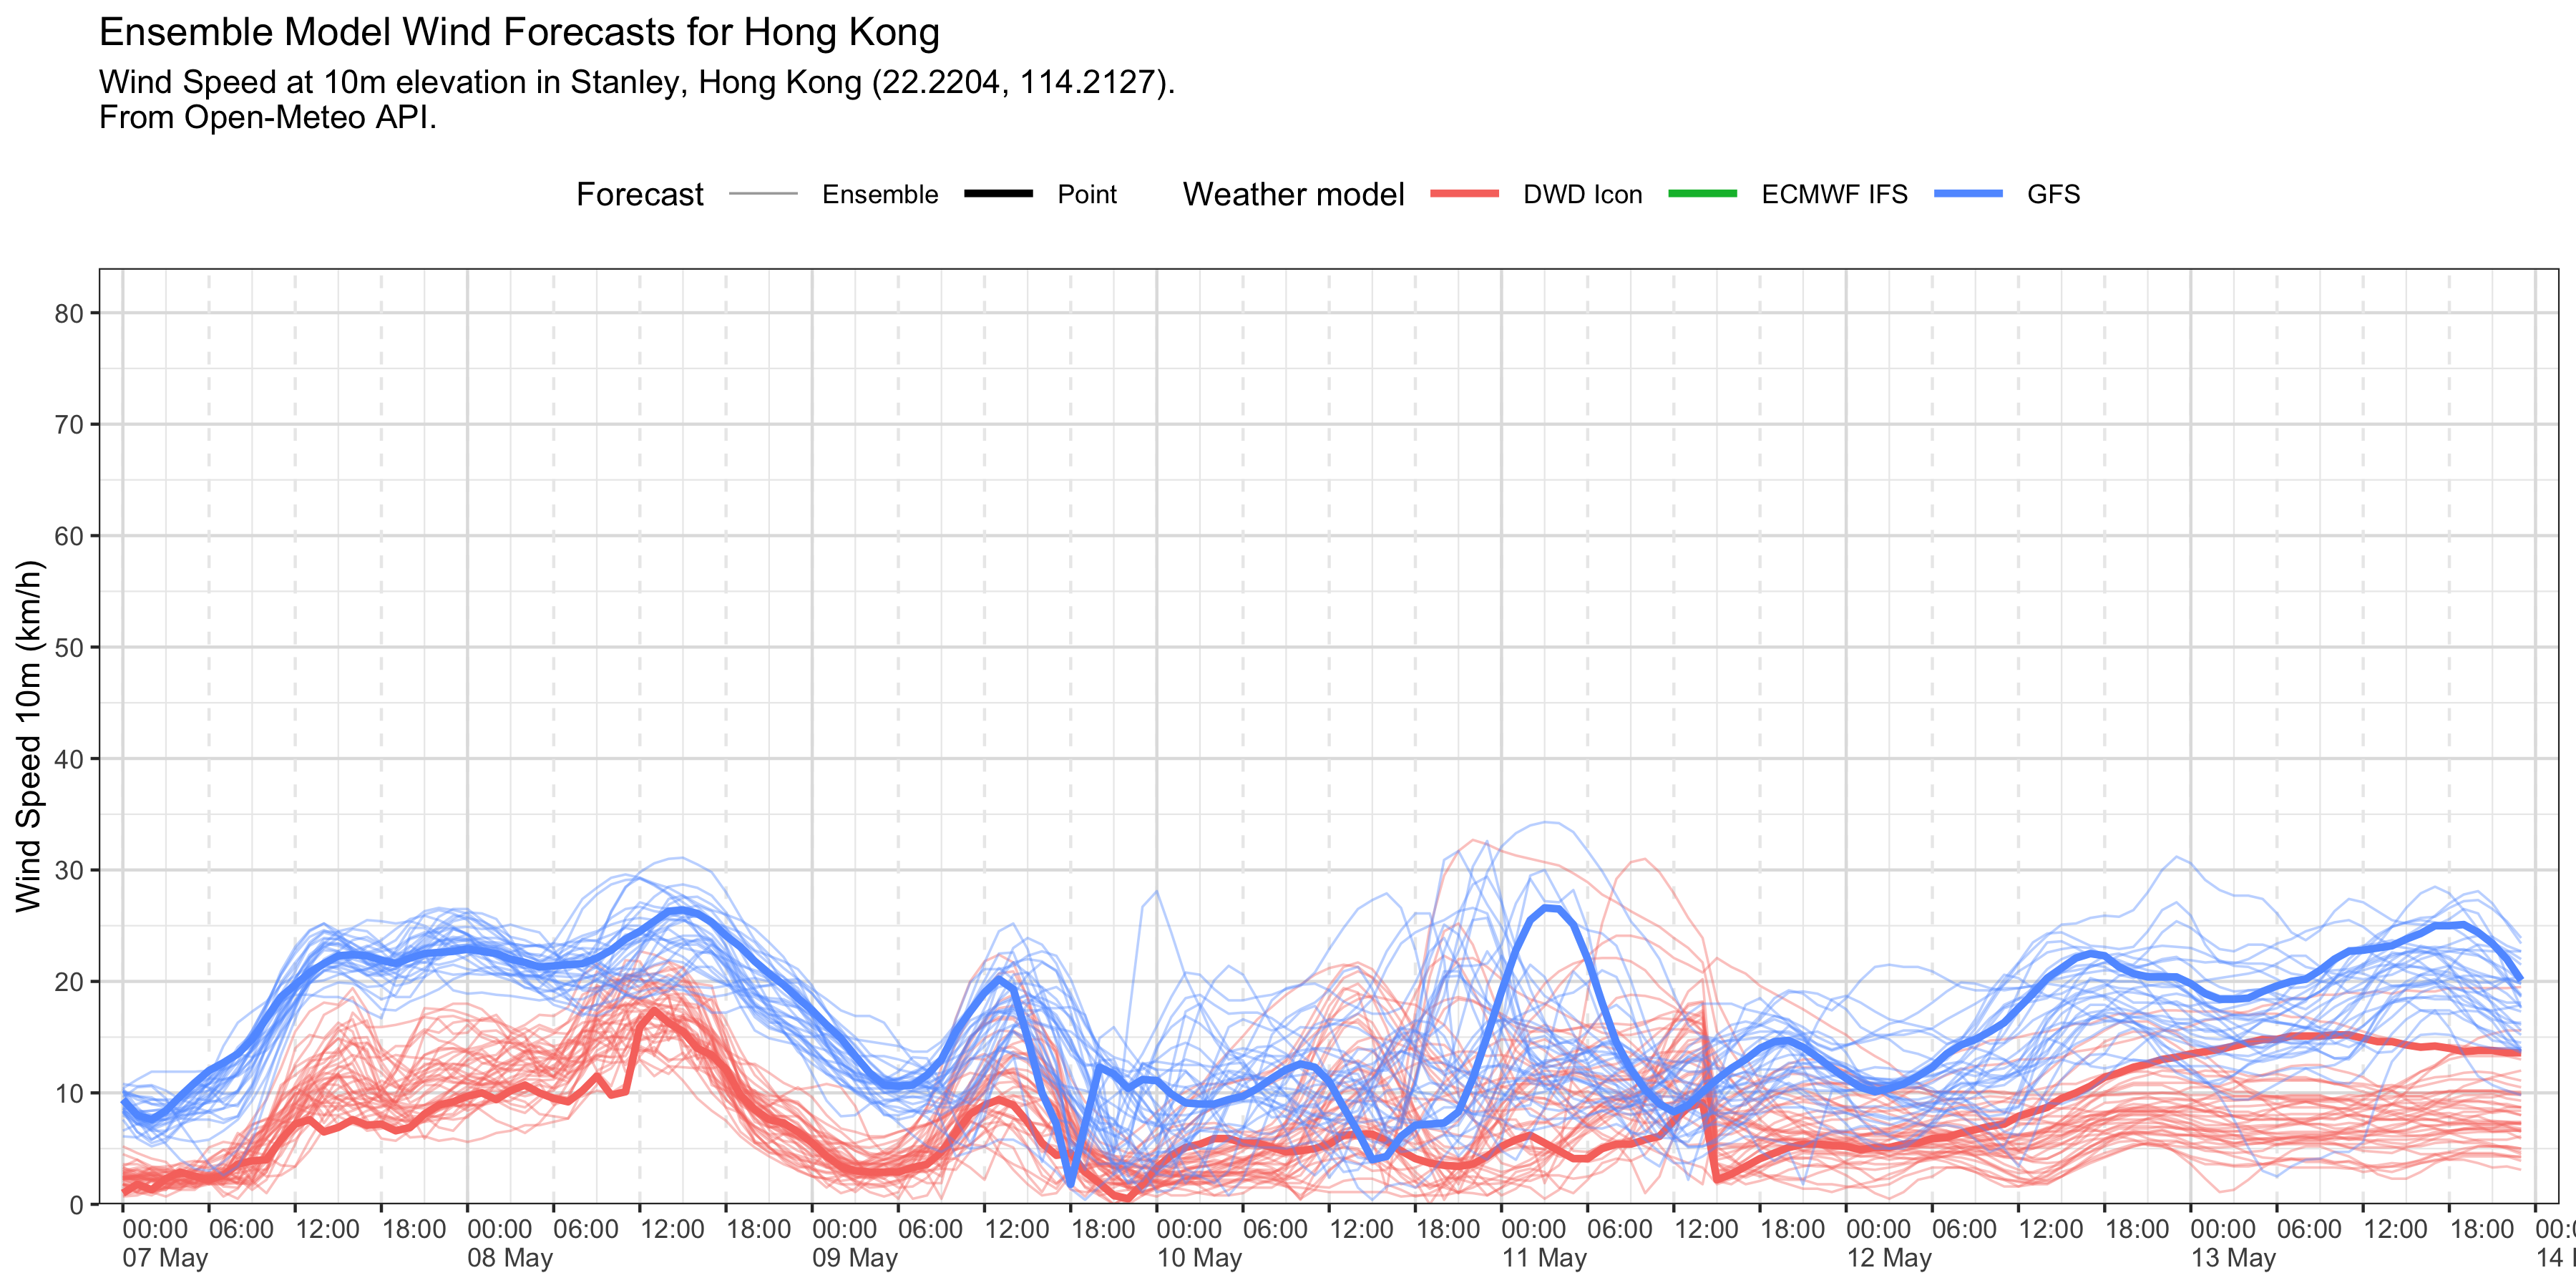 Ensemble Model Wind Forecasts for Hong Kong
Wind Speed at 10m elevation in Stanley, Hong Kong (22.2204, 114.2127).
From Open-Meteo API.
Forecast Ensemble Point Weather model DWD Icon ECMWF IFS GFS
Wind Speed 10m (km/h)
80
70
60
50
40
30
20
10
0
00:00 06:00 12:00 18:00 00:00 06:00 12:00 18:00 00:00 06:00 12:00 18:00 00:00 06:00 12:00 18:00 00:00 06:00 12:00 18:00 00:00 06:00 12:00 18:00 00:00 06:00 12:00 18:00
07 May 08 May 09 May 10 May 11 May 12 May 13 May 14